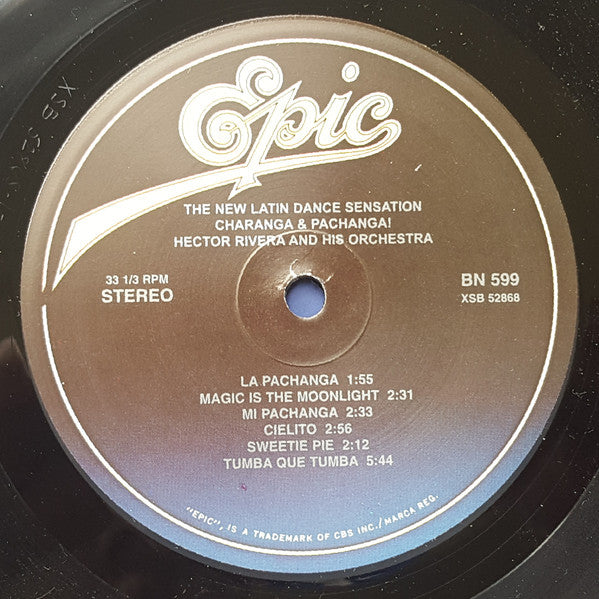 Epic
THE NEW LATIN DANCE SENSATION
CHARANGA & PACHANGA!
HECTOR RIVERA AND HIS ORCHESTRA
33 1/3 RPM
STEREO
BN 599
XSB 52868
LA PACHANGA 1:55
MAGIC IS THE MOONLIGHT 2:31
MI PACHANGA 2:33
CIELITO 2:56
SWEETIE PIE 2:12
TUMBA QUE TUMBA 5:44
"EPIC", IS A TRADEMARK OF CBS INC./MARCA REG.
XSB